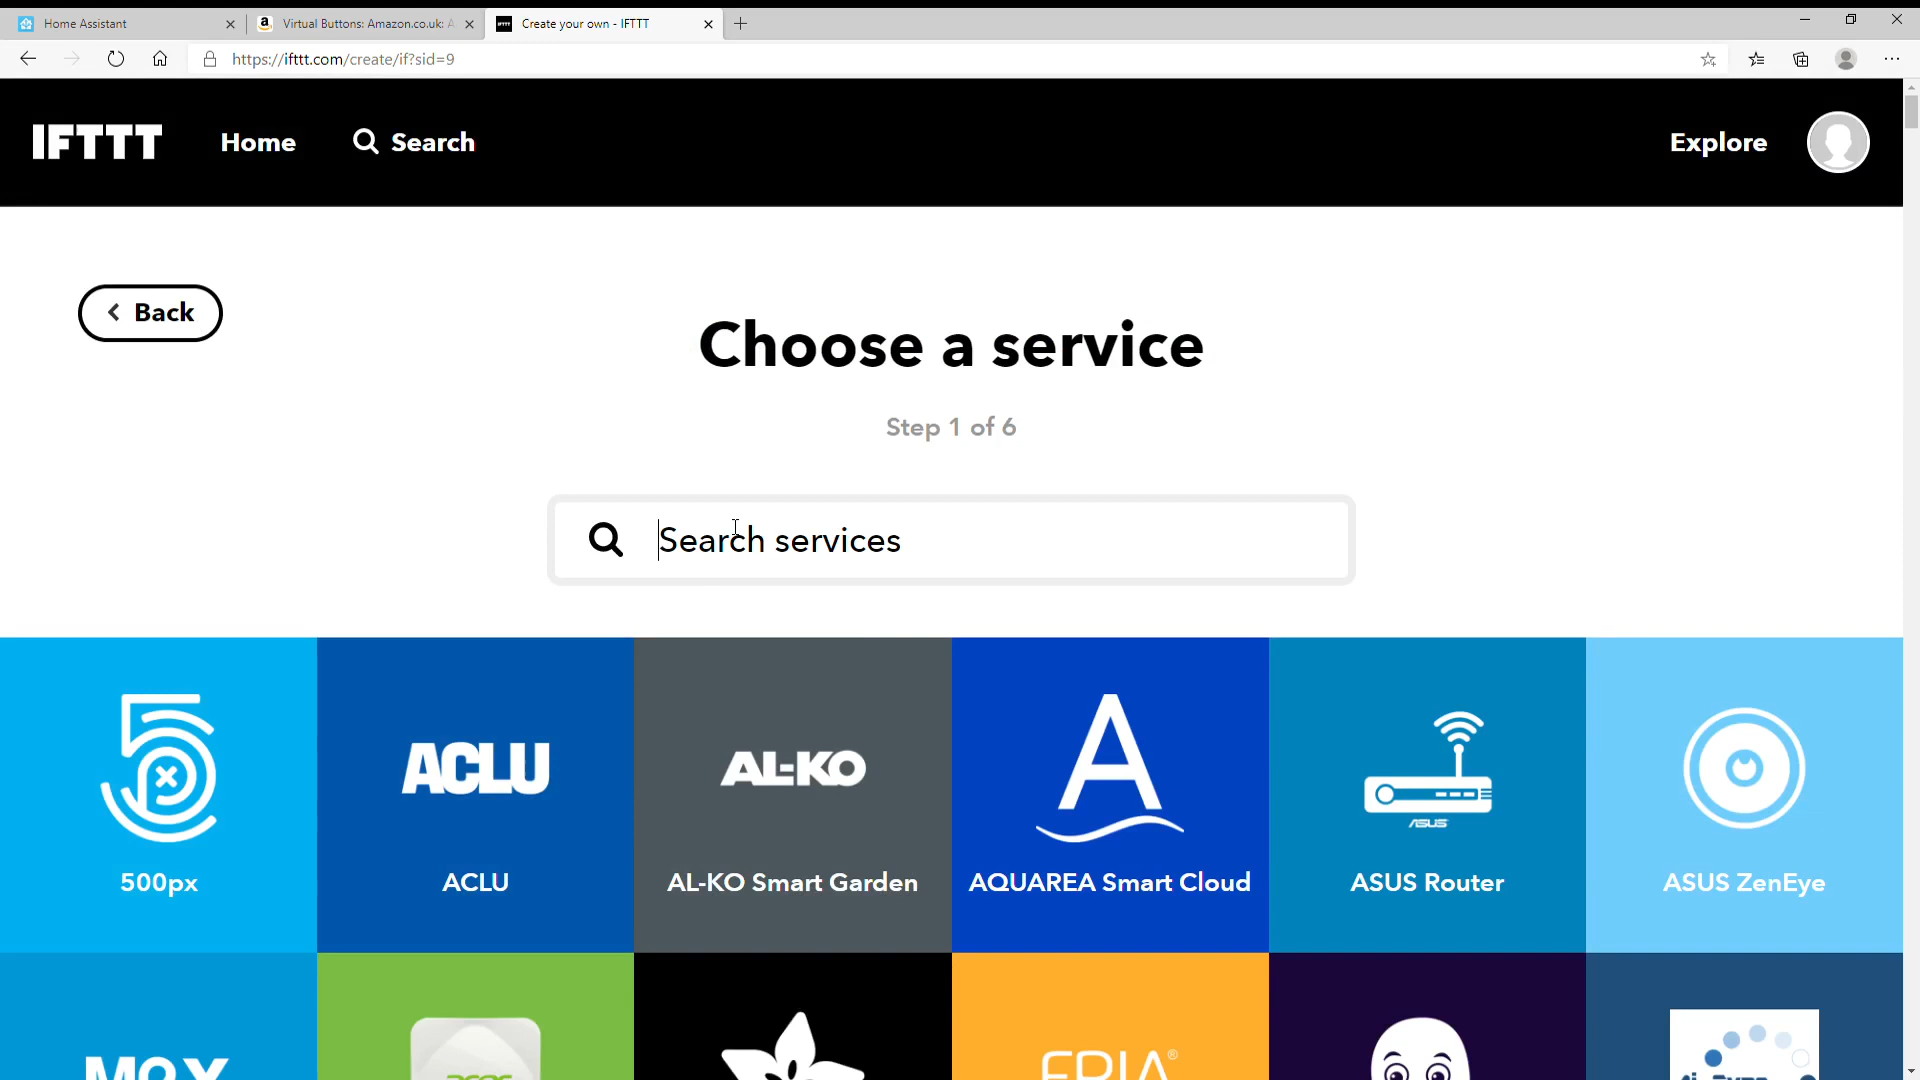 Home Assistant
a Virtual Buttons: Amazon.co.uk: A
IFTTT Create your own - IFTTT
https://ifttt.com/create/if?sid=9
IFTTT Home Search Explore
Back
Choose a service
Step 1 of 6
Search services
ACLU AL-KO A ASUS
500px ACLU AL-KO Smart Garden AQUAREA Smart Cloud ASUS Router ASUS ZenEye